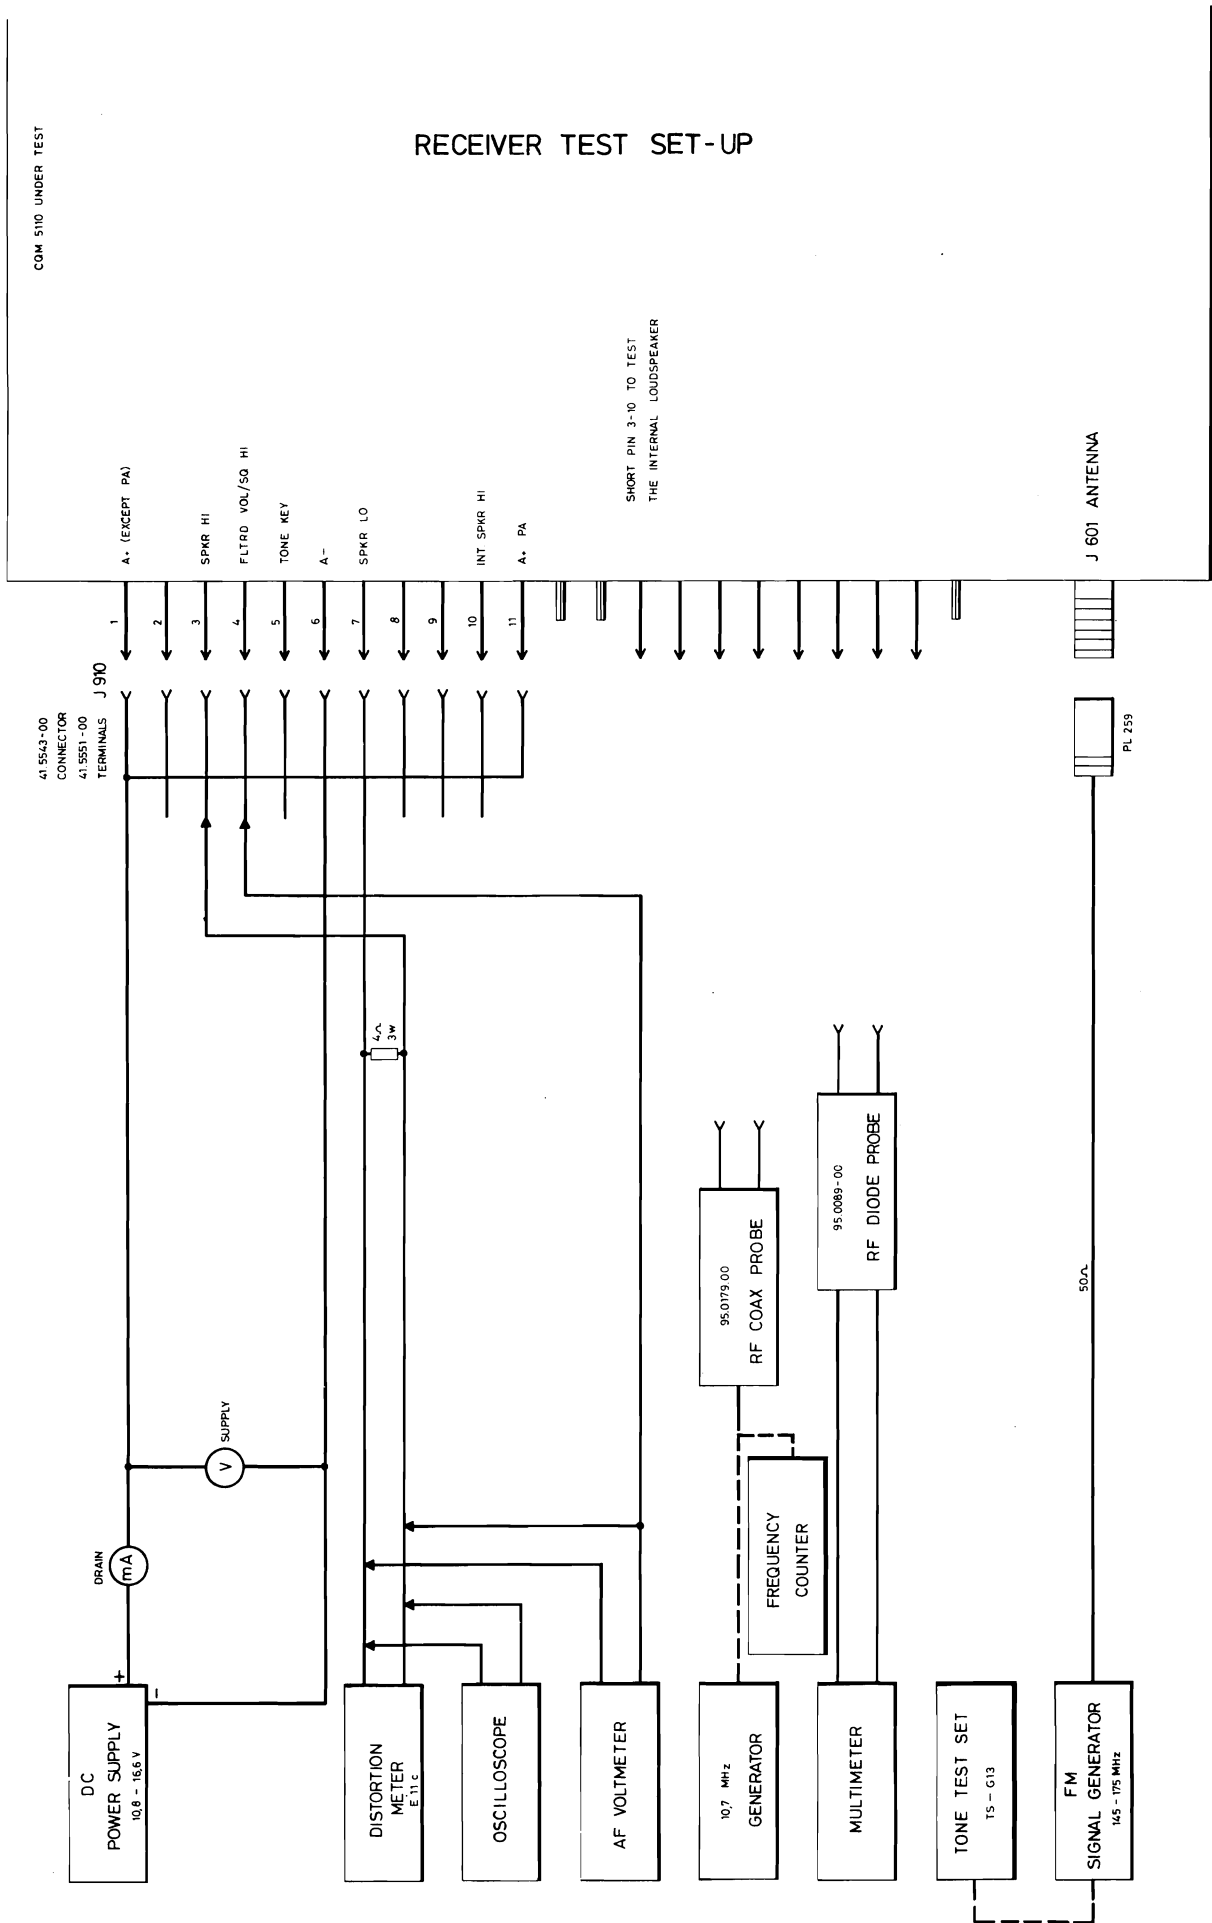 RECEIVER TEST SET-UP
CQM 5110 UNDER TEST
41.5543-00
CONNECTOR
41.5551-00
TERMINALS
J 910
1
A+ (EXCEPT PA)
2
3
SPKR HI
4
FLTRD VOL/SQ HI
5
TONE KEY
6
A-
7
SPKR LO
8
9
10
INT SPKR HI
11
A+ PA
SHORT PIN 3-10 TO TEST
THE INTERNAL LOUDSPEAKER
J 601 ANTENNA
PL 259
DC
POWER SUPPLY
10,8 - 16,6 V
+
-
DRAIN
mA
V
SUPPLY
4Ω
3W
DISTORTION
METER
E 11 c
OSCILLOSCOPE
AF VOLTMETER
10,7 MHz
GENERATOR
95.0179.00
RF COAX PROBE
FREQUENCY
COUNTER
MULTIMETER
95.0089-00
RF DIODE PROBE
TONE TEST SET
TS - G13
FM
SIGNAL GENERATOR
145 - 175 MHz
50Ω